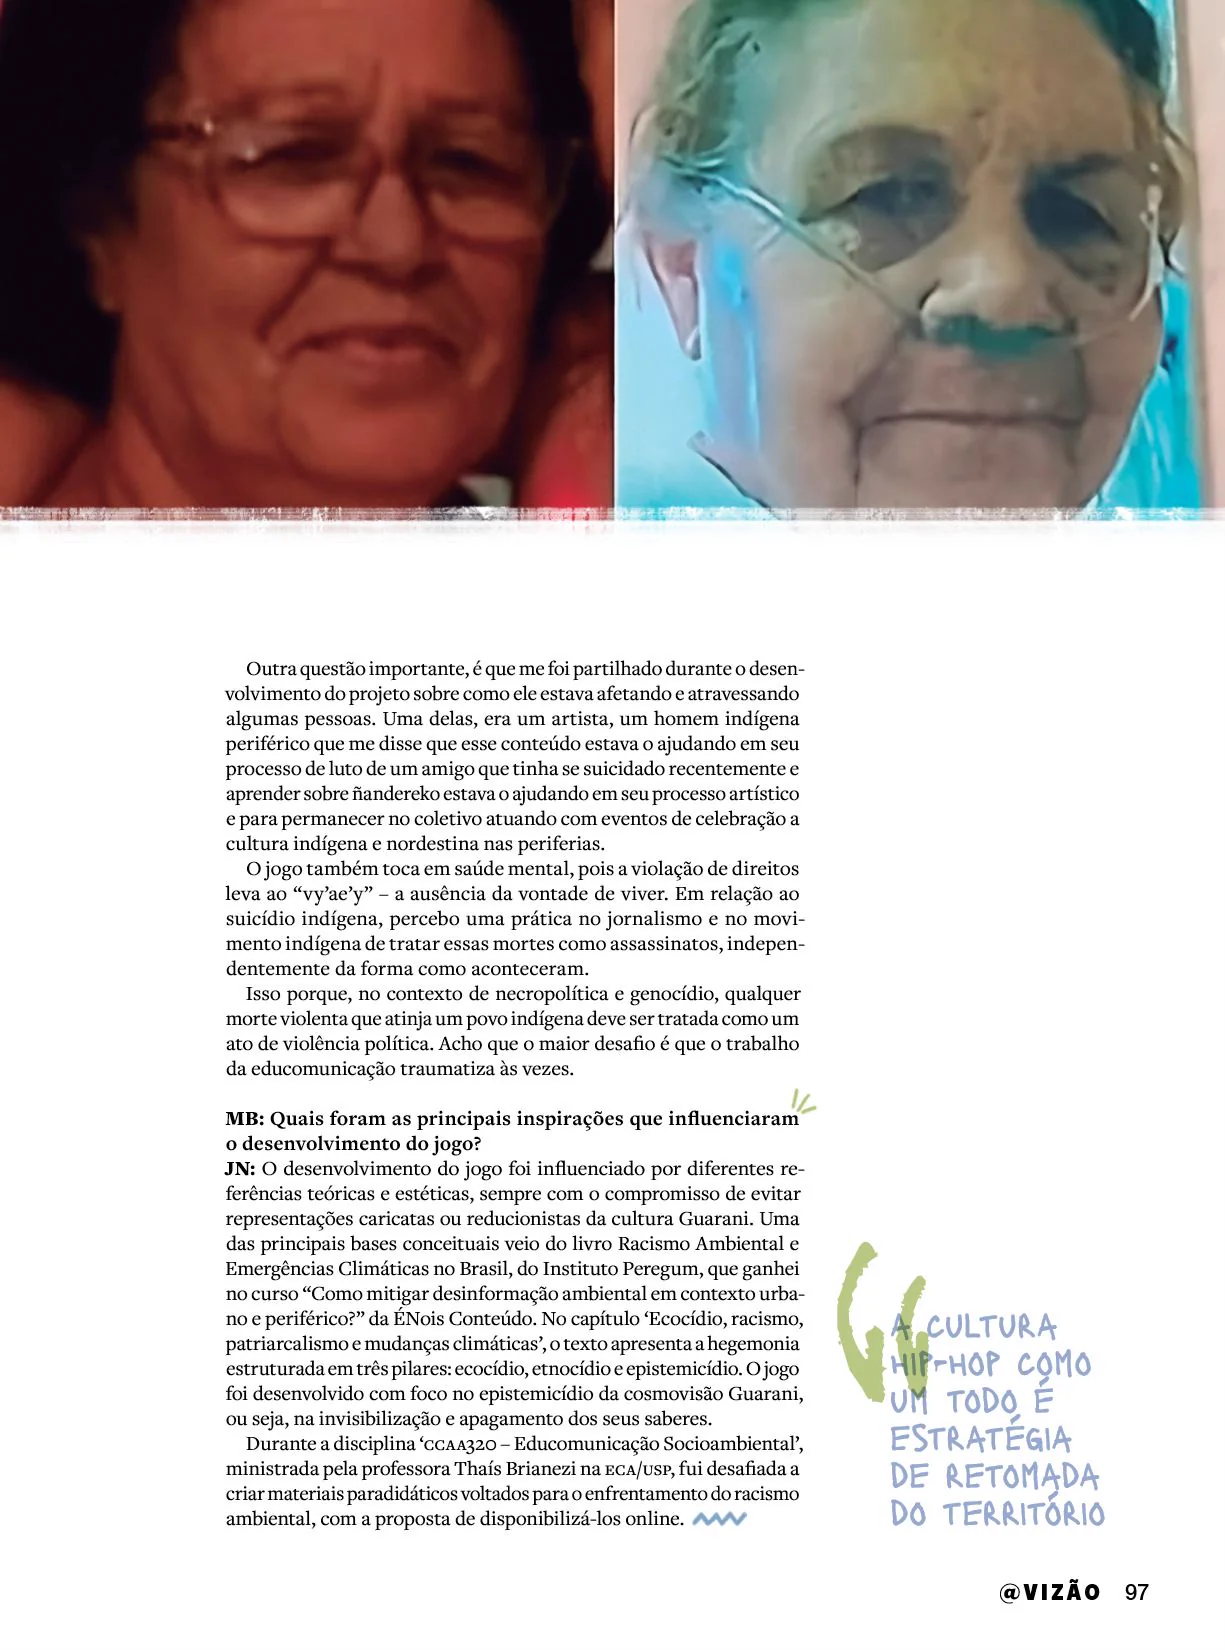 Outra questão importante, é que me foi partilhado durante o desen-
volvimento do projeto sobre como ele estava afetando e atravessando
algumas pessoas. Uma delas, era um artista, um homem indígena
periférico que me disse que esse conteúdo estava o ajudando em seu
processo de luto de um amigo que tinha se suicidado recentemente e
aprender sobre ñandereko estava o ajudando em seu processo artístico
e para permanecer no coletivo atuando com eventos de celebração a
cultura indígena e nordestina nas periferias.
O jogo também toca em saúde mental, pois a violação de direitos
leva ao “vy’ae’y” – a ausência da vontade de viver. Em relação ao
suicídio indígena, percebo uma prática no jornalismo e no movi-
mento indígena de tratar essas mortes como assassinatos, indepen-
dentemente da forma como aconteceram.
Isso porque, no contexto de necropolítica e genocídio, qualquer
morte violenta que atinja um povo indígena deve ser tratada como um
ato de violência política. Acho que o maior desafio é que o trabalho
da educomunicação traumatiza às vezes.
MB: Quais foram as principais inspirações que influenciaram
o desenvolvimento do jogo?
JN: O desenvolvimento do jogo foi influenciado por diferentes re-
ferências teóricas e estéticas, sempre com o compromisso de evitar
representações caricatas ou reducionistas da cultura Guarani. Uma
das principais bases conceituais veio do livro Racismo Ambiental e
Emergências Climáticas no Brasil, do Instituto Peregum, que ganhei
no curso “Como mitigar desinformação ambiental em contexto urba-
no e periférico?” da ÉNois Conteúdo. No capítulo ‘Ecocídio, racismo,
patriarcalismo e mudanças climáticas’, o texto apresenta a hegemonia
estruturada em três pilares: ecocídio, etnocídio e epistemicídio. O jogo
foi desenvolvido com foco no epistemicídio da cosmovisão Guarani,
ou seja, na invisibilização e apagamento dos seus saberes.
Durante a disciplina ‘CCAA320 – Educomunicação Socioambiental’,
ministrada pela professora Thaís Brianezi na ECA/USP, fui desafiada a
criar materiais paradidáticos voltados para o enfrentamento do racismo
ambiental, com a proposta de disponibilizá-los online.
“A CULTURA
HIP-HOP COMO
UM TODO É
ESTRATÉGIA
DE RETOMADA
DO TERRITÓRIO
@VIZÃO 97